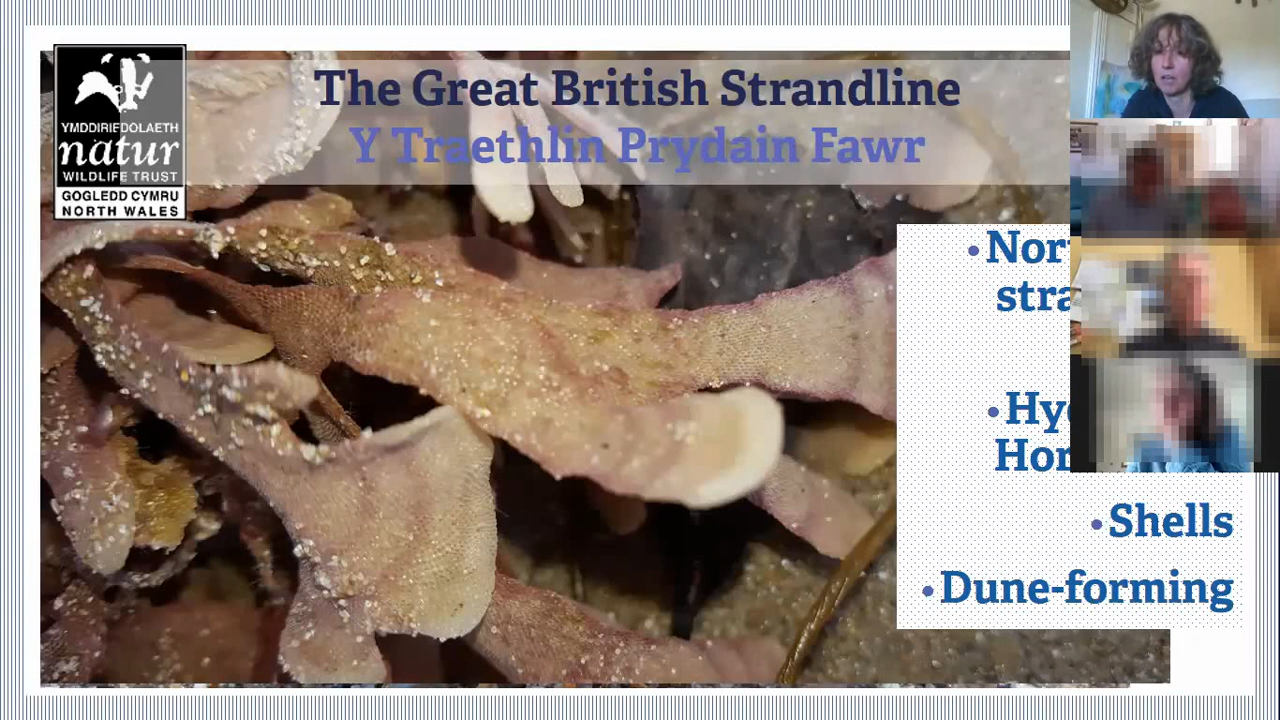 The Great British Strandline
Y Traethlin Prydain Fawr
YMDDIRIEDOLAETH
natur
WILDLIFE TRUST
GOGLEDD CYMRU
NORTH WALES
•
•
•Shells
•Dune-forming